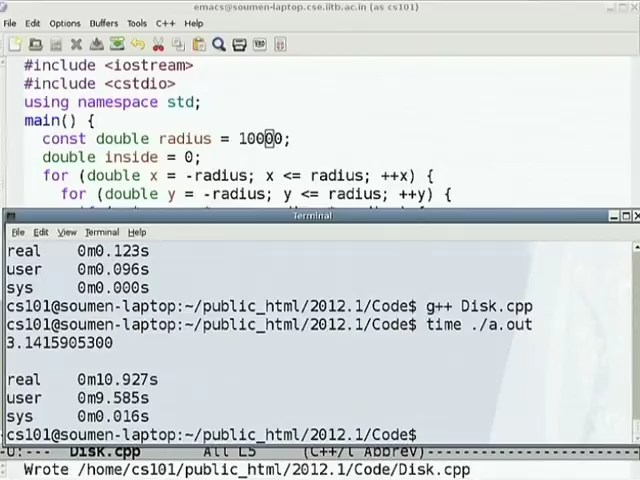 emacs@soumen-laptop.cse.iitb.ac.in (as cs101)
File Edit Options Buffers Tools C++ Help
#include <iostream>
#include <cstdio>
using namespace std;
main() {
const double radius = 10000;
double inside = 0;
for (double x = -radius; x <= radius; ++x) {
for (double y = -radius; y <= radius; ++y) {
Terminal
File Edit View Terminal Help
real 0m0.123s
user 0m0.096s
sys 0m0.000s
cs101@soumen-laptop:~/public_html/2012.1/Code$ g++ Disk.cpp
cs101@soumen-laptop:~/public_html/2012.1/Code$ time ./a.out
3.1415905300
real 0m10.927s
user 0m9.585s
sys 0m0.016s
cs101@soumen-laptop:~/public_html/2012.1/Code$
-U:--- Disk.cpp All L5 (C++/l Abbrev)
Wrote /home/cs101/public_html/2012.1/Code/Disk.cpp